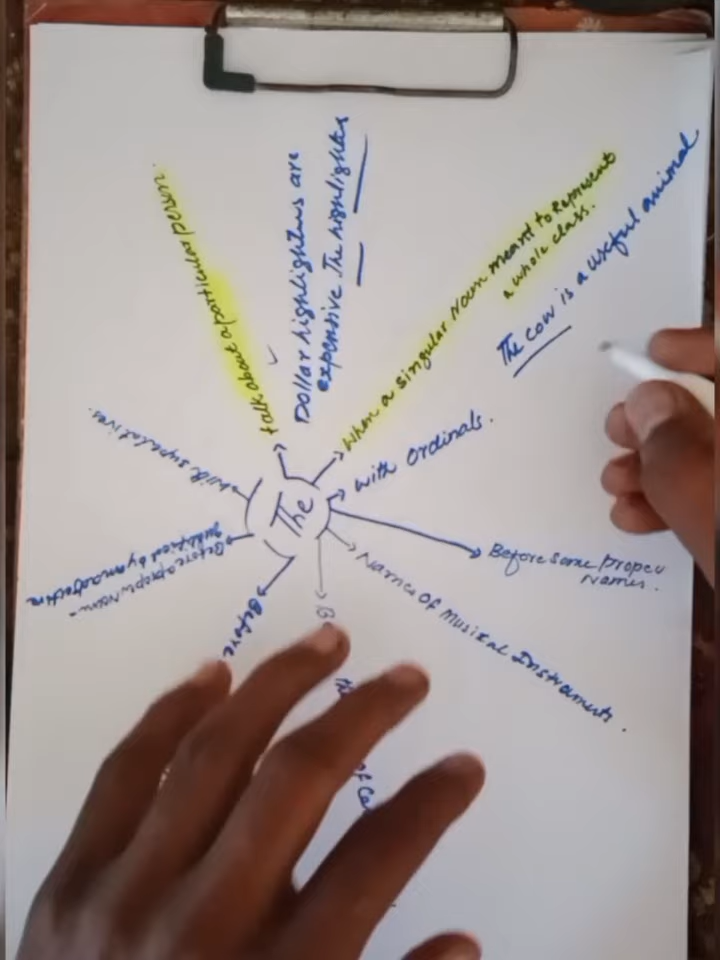 The
talk about a particular person.
Dollar highlighters are
expensive. The highlighters
When a singular Noun meant to Represent
a whole class.
The cow is a useful animal
With ordinals.
Before some proper
Names.
Names of Musical Instruments.
of
Before
Before a proper Noun
by an adjective
with superlatives.